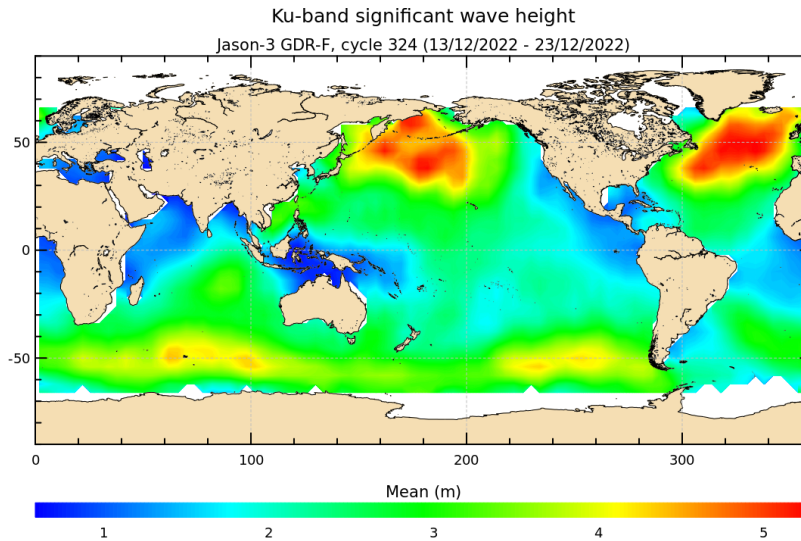 Ku-band significant wave height
Jason-3 GDR-F, cycle 324 (13/12/2022 - 23/12/2022)
50
0
-50
0 100 200 300
Mean (m)
1 2 3 4 5